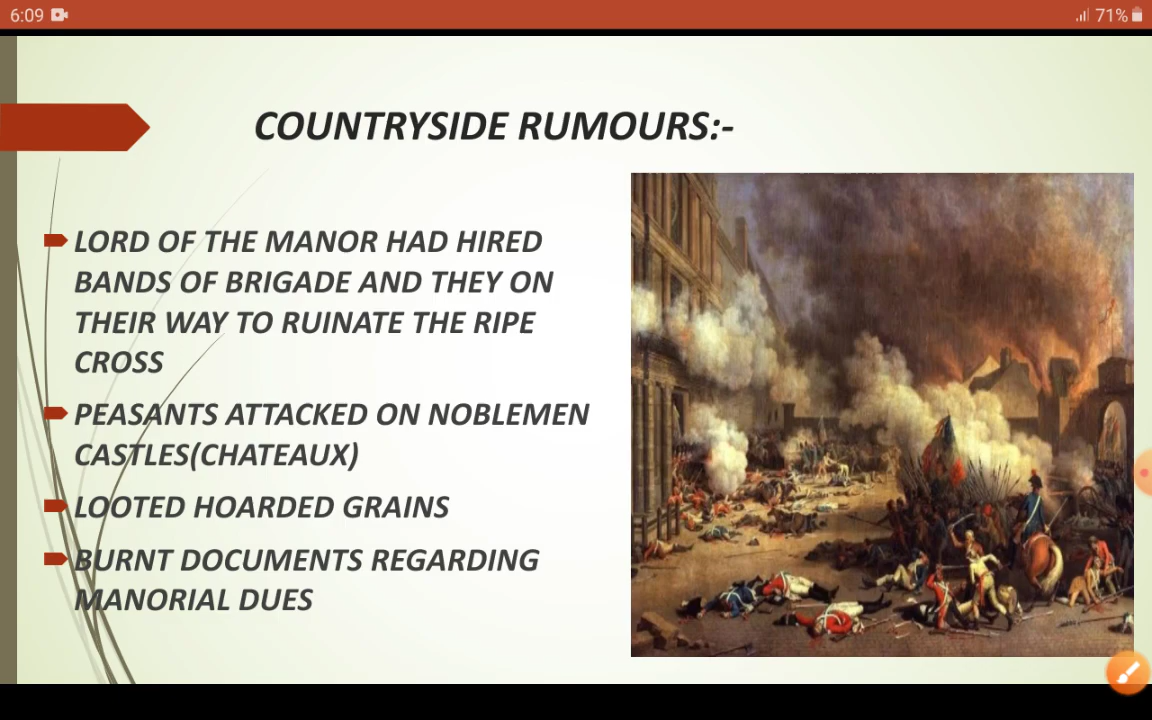 6:09
71%
COUNTRYSIDE RUMOURS:-
LORD OF THE MANOR HAD HIRED
BANDS OF BRIGADE AND THEY ON
THEIR WAY TO RUINATE THE RIPE
CROSS
PEASANTS ATTACKED ON NOBLEMEN
CASTLES(CHATEAUX)
LOOTED HOARDED GRAINS
BURNT DOCUMENTS REGARDING
MANORIAL DUES